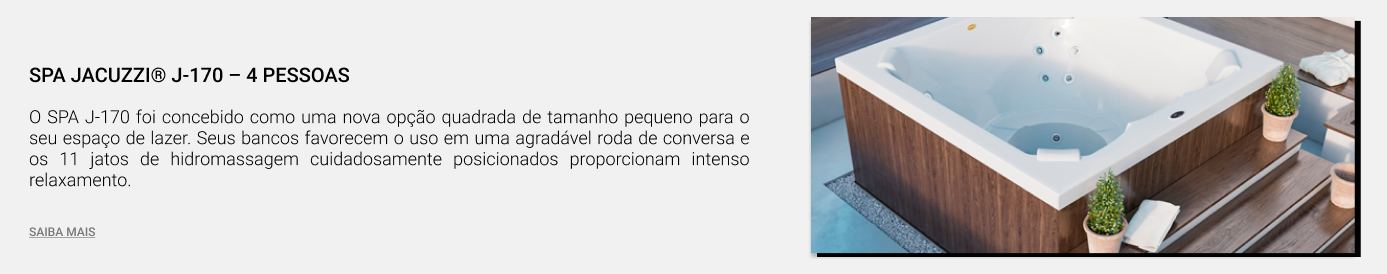 SPA JACUZZI® J-170 – 4 PESSOAS
O SPA J-170 foi concebido como uma nova opção quadrada de tamanho pequeno para o
seu espaço de lazer. Seus bancos favorecem o uso em uma agradável roda de conversa e
os 11 jatos de hidromassagem cuidadosamente posicionados proporcionam intenso
relaxamento.
SAIBA MAIS